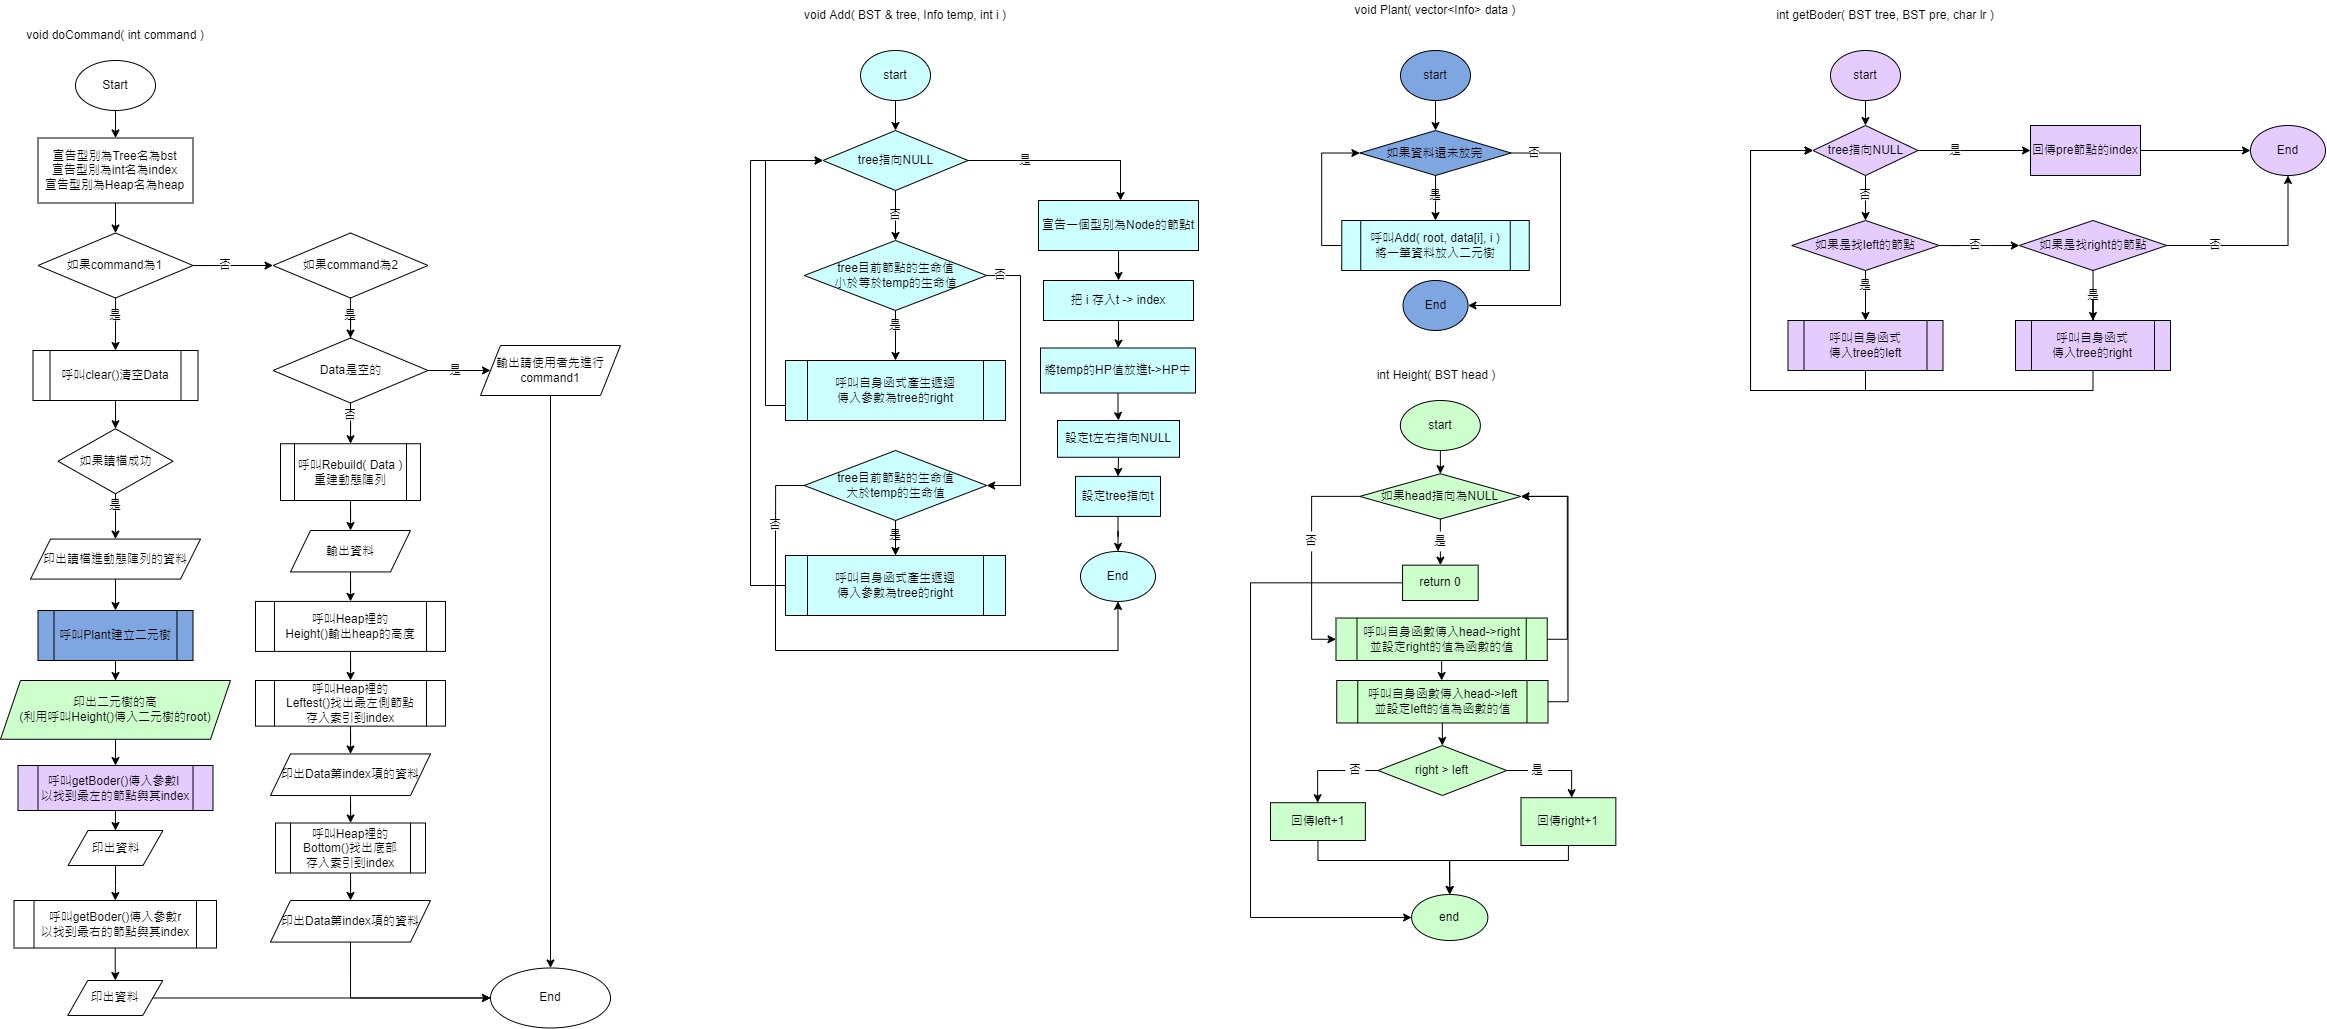 void doCommand( int command )
Start
宣告型別為Tree名為bst
宣告型別為int名為index
宣告型別為Heap名為heap
如果command為1
否
如果command為2
是
呼叫clear()清空Data
如果讀檔成功
是
印出讀檔進動態陣列的資料
呼叫Plant建立二元樹
印出二元樹的高
(利用呼叫Height()傳入二元樹的root)
呼叫getBoder()傳入參數l
以找到最左的節點與其index
印出資料
呼叫getBoder()傳入參數r
以找到最右的節點與其index
印出資料
是
Data是空的
是
輸出請使用者先進行
command1
否
呼叫Rebuild( Data )
重建動態陣列
輸出資料
呼叫Heap裡的
Height()輸出heap的高度
呼叫Heap裡的
Leftest()找出最左側節點
存入索引到index
印出Data第index項的資料
呼叫Heap裡的
Bottom()找出底部
存入索引到index
印出Data第index項的資料
End
void Add( BST & tree, Info temp, int i )
start
tree指向NULL
是
否
tree目前節點的生命值
小於等於temp的生命值
否
是
呼叫自身函式產生遞迴
傳入參數為tree的right
tree目前節點的生命值
大於temp的生命值
否
是
呼叫自身函式產生遞迴
傳入參數為tree的right
宣告一個型別為Node的節點t
把 i 存入t -> index
將temp的HP值放進t->HP中
設定t左右指向NULL
設定tree指向t
End
void Plant( vector<Info> data )
start
如果資料還未放完
否
是
呼叫Add( root, data[i], i )
將一筆資料放入二元樹
End
int Height( BST head )
start
如果head指向為NULL
否
是
return 0
呼叫自身函數傳入head->right
並設定right的值為函數的值
呼叫自身函數傳入head->left
並設定left的值為函數的值
right > left
否
是
回傳left+1
回傳right+1
end
int getBoder( BST tree, BST pre, char lr )
start
tree指向NULL
是
回傳pre節點的index
End
否
如果是找left的節點
否
如果是找right的節點
否
是
是
呼叫自身函式
傳入tree的left
呼叫自身函式
傳入tree的right